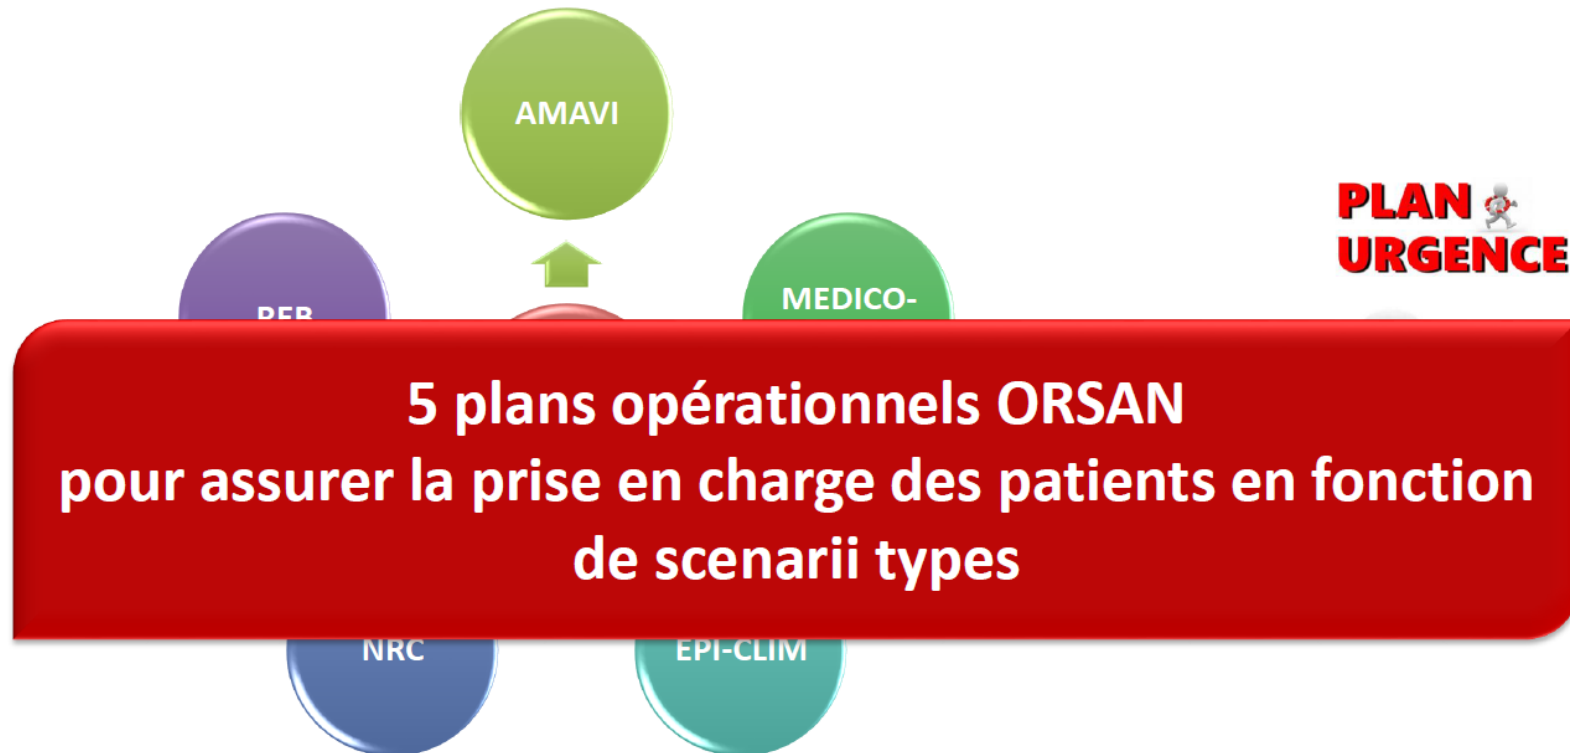 AMAVI
PLAN
URGENCE
MEDICO-
5 plans opérationnels ORSAN
pour assurer la prise en charge des patients en fonction
de scenarii types
NRC
EPI-CLIM